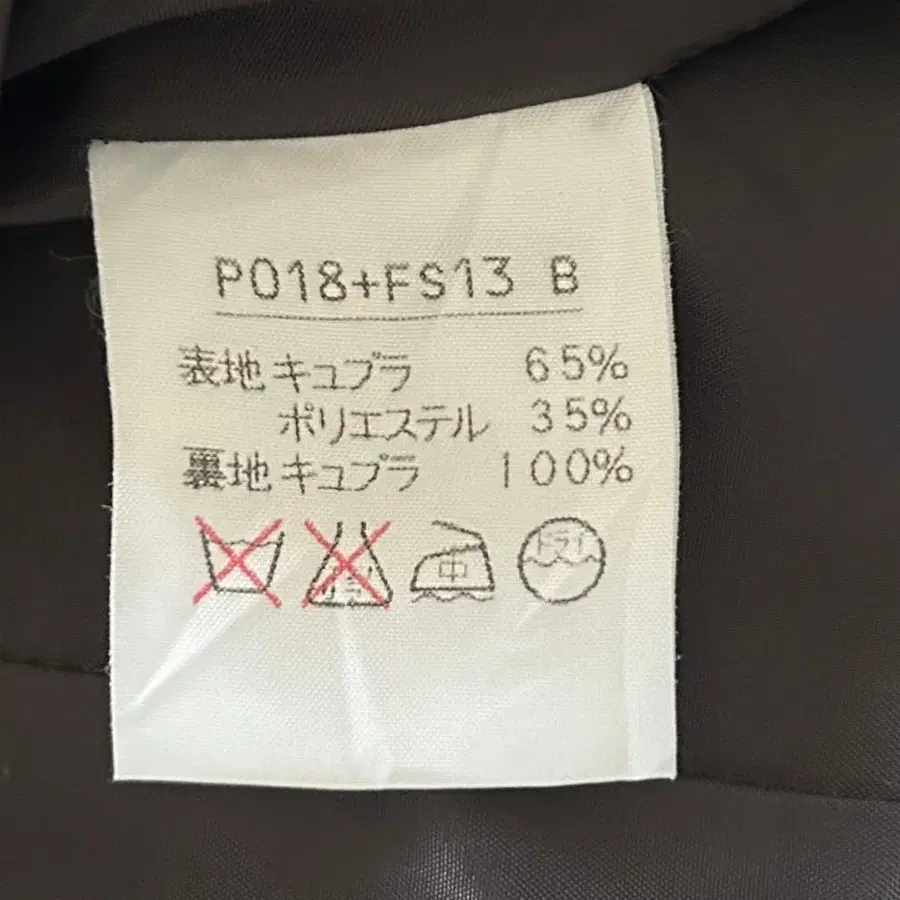 P018+FS13 B
表地 キュプラ 65%
ポリエステル 35%
裏地 キュプラ 100%
中 ドライ